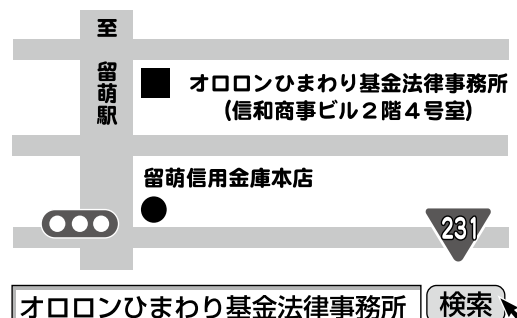 至
留萌駅
オロロンひまわり基金法律事務所
(信和商事ビル2階4号室)
留萌信用金庫本店
231
オロロンひまわり基金法律事務所
検索